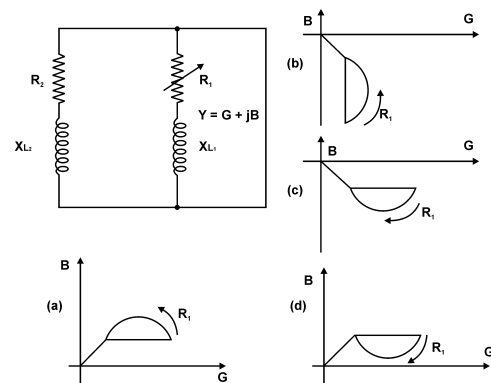 B
G
R₂
R₁
(b)
Y = G + jB
R₁
X_L₂
X_L₁
B
G
(c)
R₁
B
(a)
R₁
G
B
(d)
R₁
G